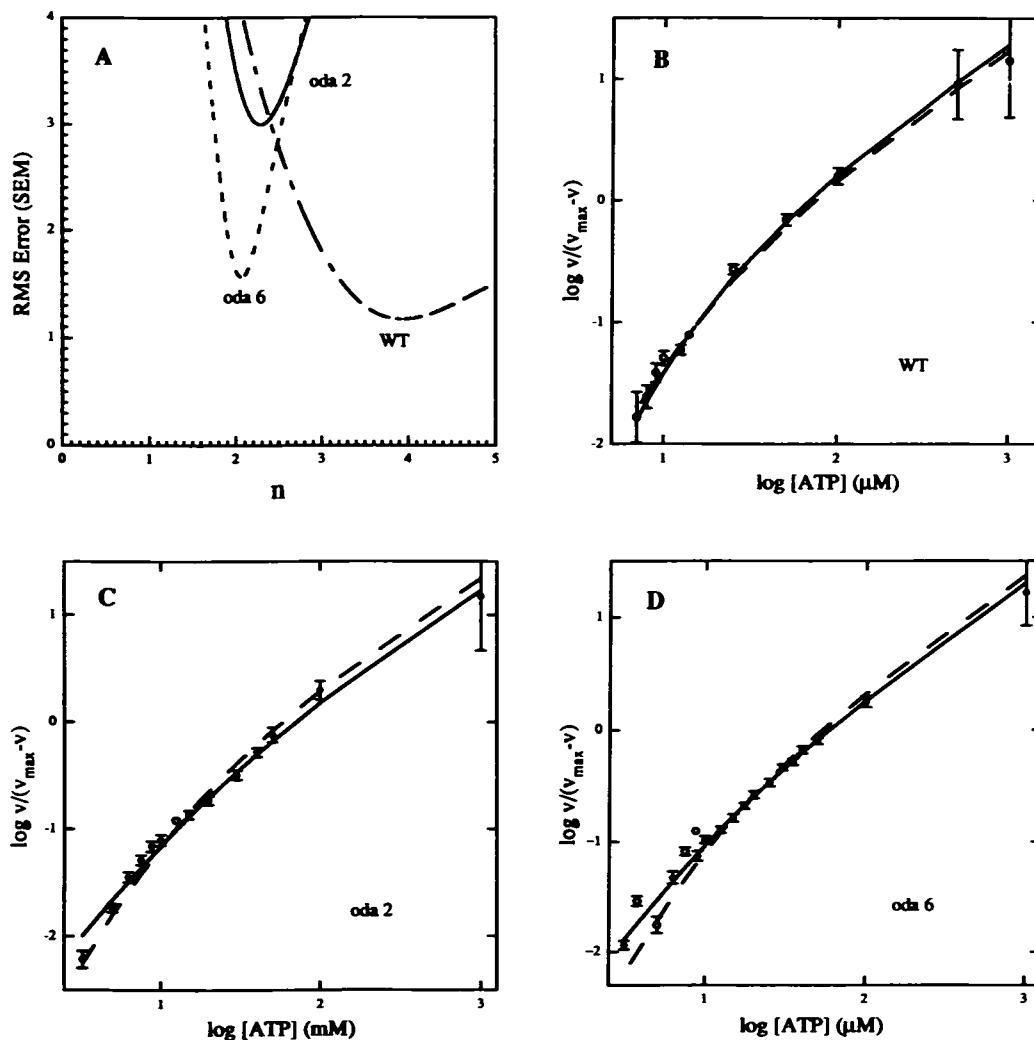 A
4
3
2
1
0
RMS Error (SEM)
oda 2
oda 6
WT
0 1 2 3 4 5
n
B
1
0
-1
-2
log v/(v_max-v)
WT
1 2 3
log [ATP] (µM)
C
1
0
-1
-2
log v/(v_max-v)
oda 2
1 2 3
log [ATP] (mM)
D
1
0
-1
-2
log v/(v_max-v)
oda 6
1 2 3
log [ATP] (µM)